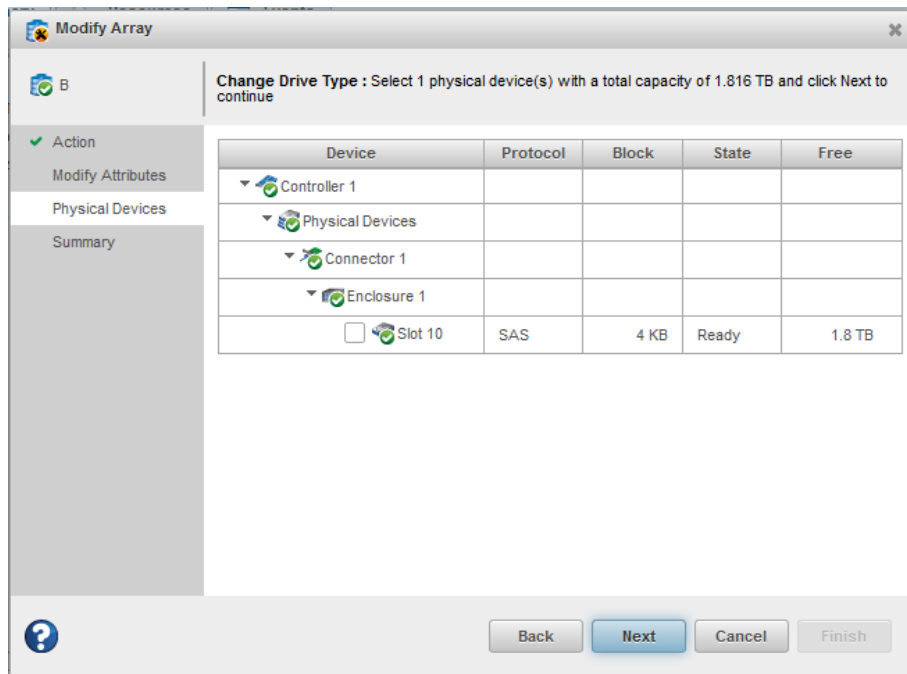 Modify Array
B
Change Drive Type : Select 1 physical device(s) with a total capacity of 1.816 TB and click Next to
continue
Action
Modify Attributes
Physical Devices
Summary
Device Protocol Block State Free
Controller 1
Physical Devices
Connector 1
Enclosure 1
Slot 10 SAS 4 KB Ready 1.8 TB
?
Back Next Cancel Finish